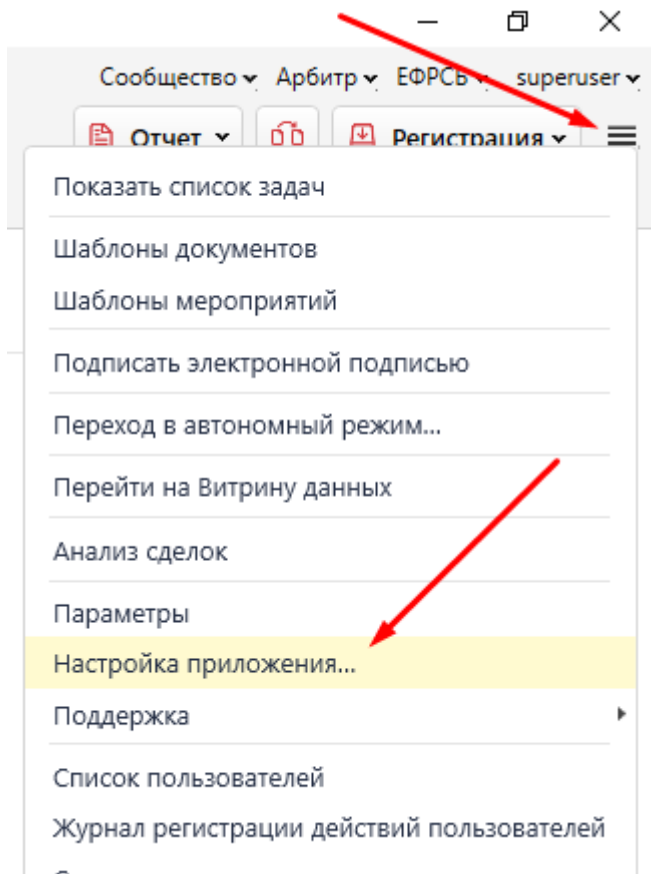 Сообщество Арбитр ЕФРСБ superuser
Отчет Регистрация
Показать список задач
Шаблоны документов
Шаблоны мероприятий
Подписать электронной подписью
Переход в автономный режим...
Перейти на Витрину данных
Анализ сделок
Параметры
Настройка приложения...
Поддержка
Список пользователей
Журнал регистрации действий пользователей